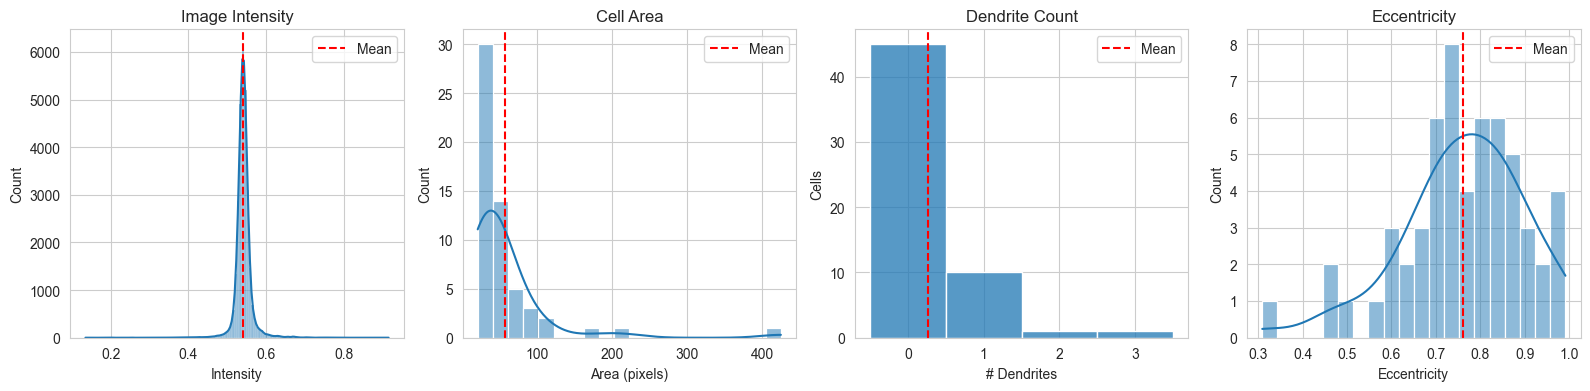 Image Intensity
Mean
6000
5000
4000
3000
2000
1000
0
Count
0.2 0.4 0.6 0.8
Intensity
Cell Area
Mean
30
25
20
15
10
5
0
Count
100 200 300 400
Area (pixels)
Dendrite Count
Mean
40
30
20
10
0
Cells
0 1 2 3
# Dendrites
Eccentricity
Mean
8
7
6
5
4
3
2
1
0
Count
0.3 0.4 0.5 0.6 0.7 0.8 0.9 1.0
Eccentricity